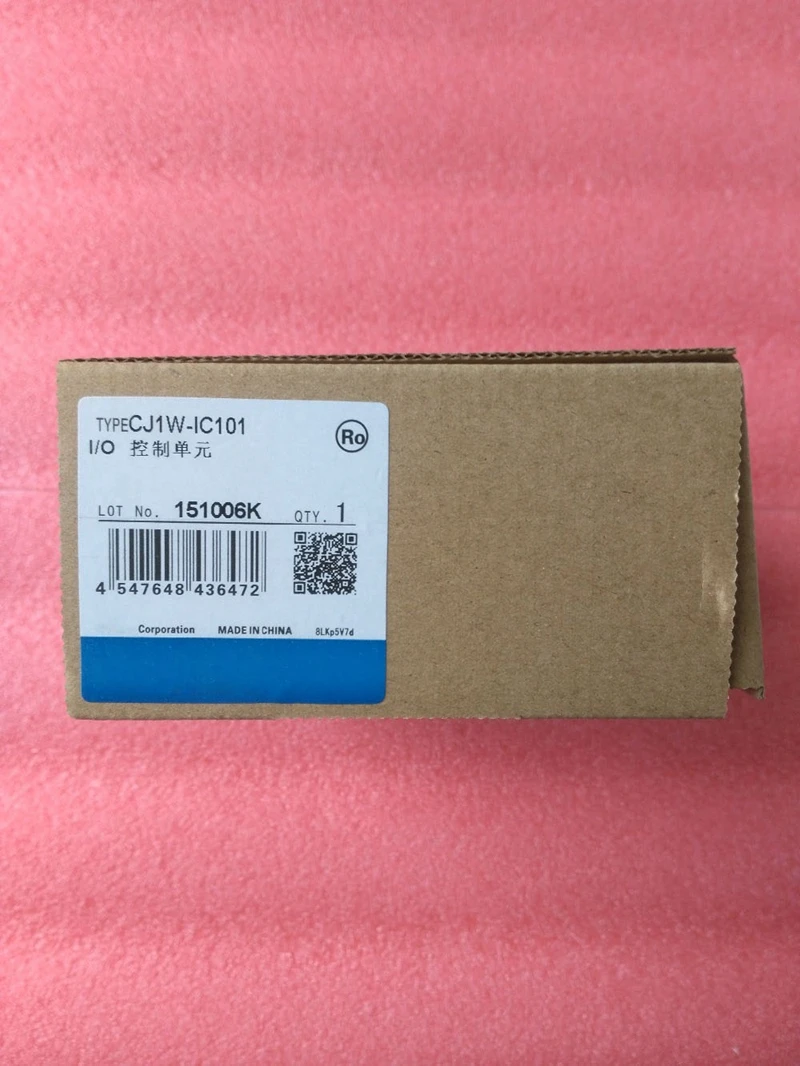 TYPE CJ1W-IC101
Ro
I/O 控制单元
LOT No. 151006K QTY. 1
4 547648 436472
Corporation MADE IN CHINA 8LKp5V7d